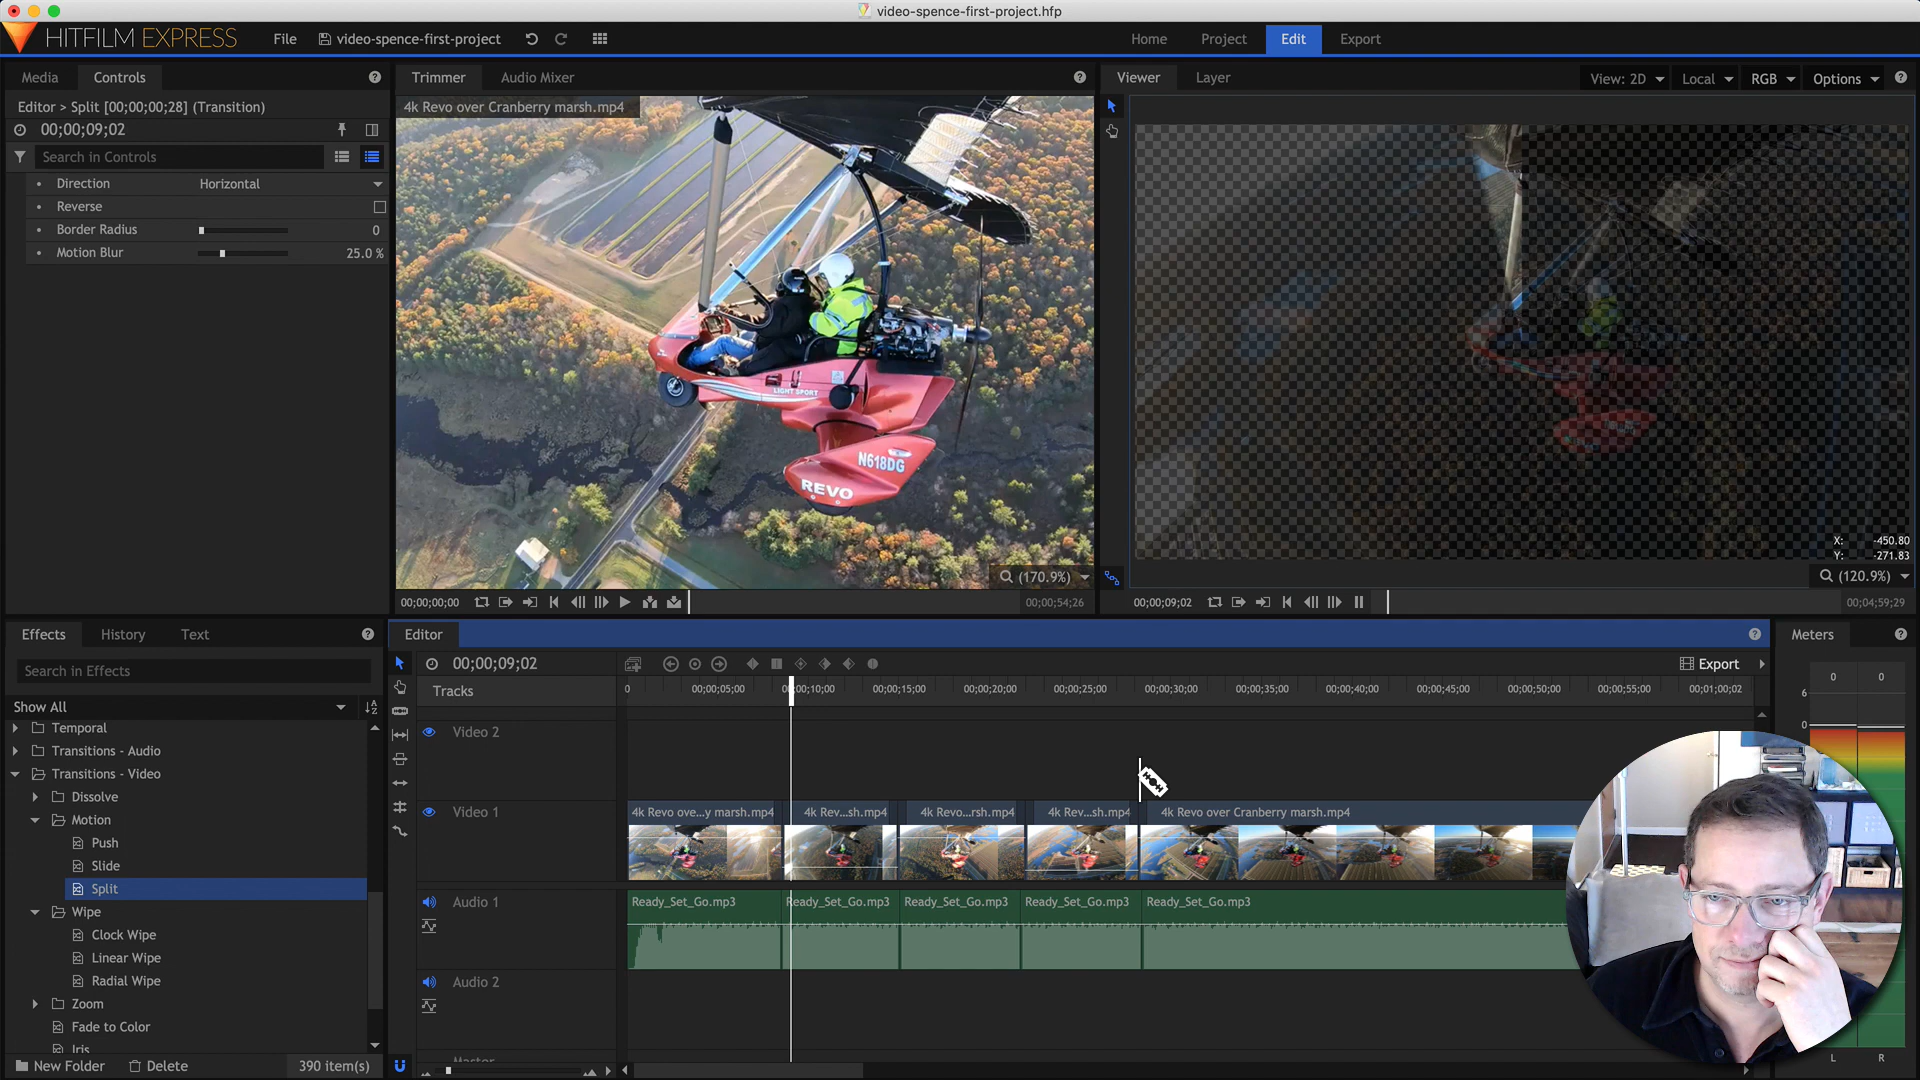 video-spence-first-project.hfp
HITFILM EXPRESS
File
video-spence-first-project
Home
Project
Edit
Export
Media
Controls
Editor > Split [00;00;00;28] (Transition)
00;00;09;02
Search in Controls
Direction
Horizontal
Reverse
Border Radius
0
Motion Blur
25.0 %
Trimmer
Audio Mixer
4k Revo over Cranberry marsh.mp4
LIGHT SPORT
N618DG
REVO
(170.9%)
00;00;00;00
00;00;54;26
Viewer
Layer
View: 2D
Local
RGB
Options
X: -450.80
Y: -271.83
(120.9%)
00;00;09;02
00;04;59;29
Effects
History
Text
Search in Effects
Show All
Temporal
Transitions - Audio
Transitions - Video
Dissolve
Motion
Push
Slide
Split
Wipe
Clock Wipe
Linear Wipe
Radial Wipe
Zoom
Fade to Color
Iris
New Folder
Delete
390 item(s)
Editor
00;00;09;02
Export
Tracks
0
00;00;05;00
00;00;10;00
00;00;15;00
00;00;20;00
00;00;25;00
00;00;30;00
00;00;35;00
00;00;40;00
00;00;45;00
00;00;50;00
00;00;55;00
00;01;00;02
Video 2
Video 1
4k Revo ove...y marsh.mp4
4k Rev...sh.mp4
4k Revo...rsh.mp4
4k Rev...sh.mp4
4k Revo over Cranberry marsh.mp4
Audio 1
Ready_Set_Go.mp3
Ready_Set_Go.mp3
Ready_Set_Go.mp3
Ready_Set_Go.mp3
Ready_Set_Go.mp3
Audio 2
Master
Meters
0 0
6
0
L R